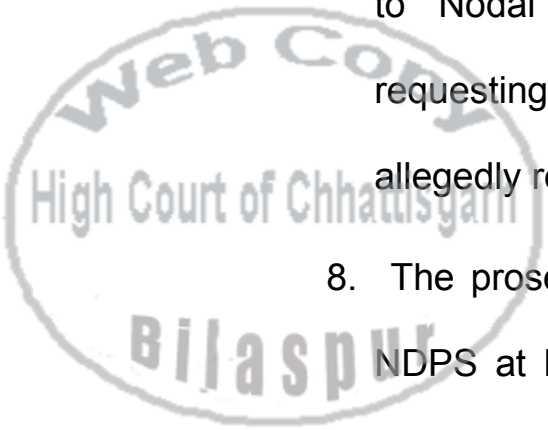 to Nodal
Web Copy
requesting
High Court of Chhattisgarh
allegedly
8. The prose
Bilaspur
NDPS at